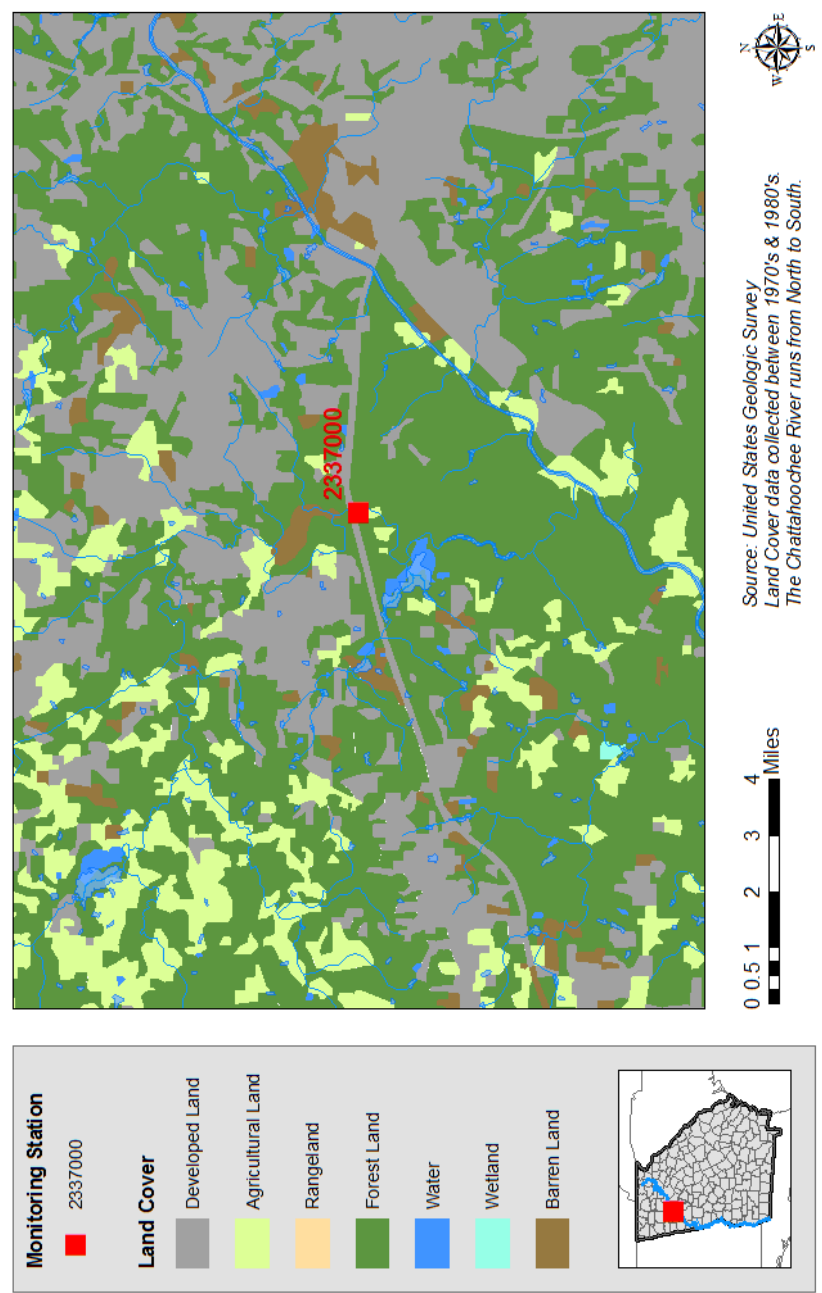 2337000
N
W
E
S
Source: United States Geologic Survey
Land Cover data collected between 1970's & 1980's.
The Chattahoochee River runs from North to South.
0 0.5 1 2 3 4
Miles
Monitoring Station
2337000
Land Cover
Developed Land
Agricultural Land
Rangeland
Forest Land
Water
Wetland
Barren Land